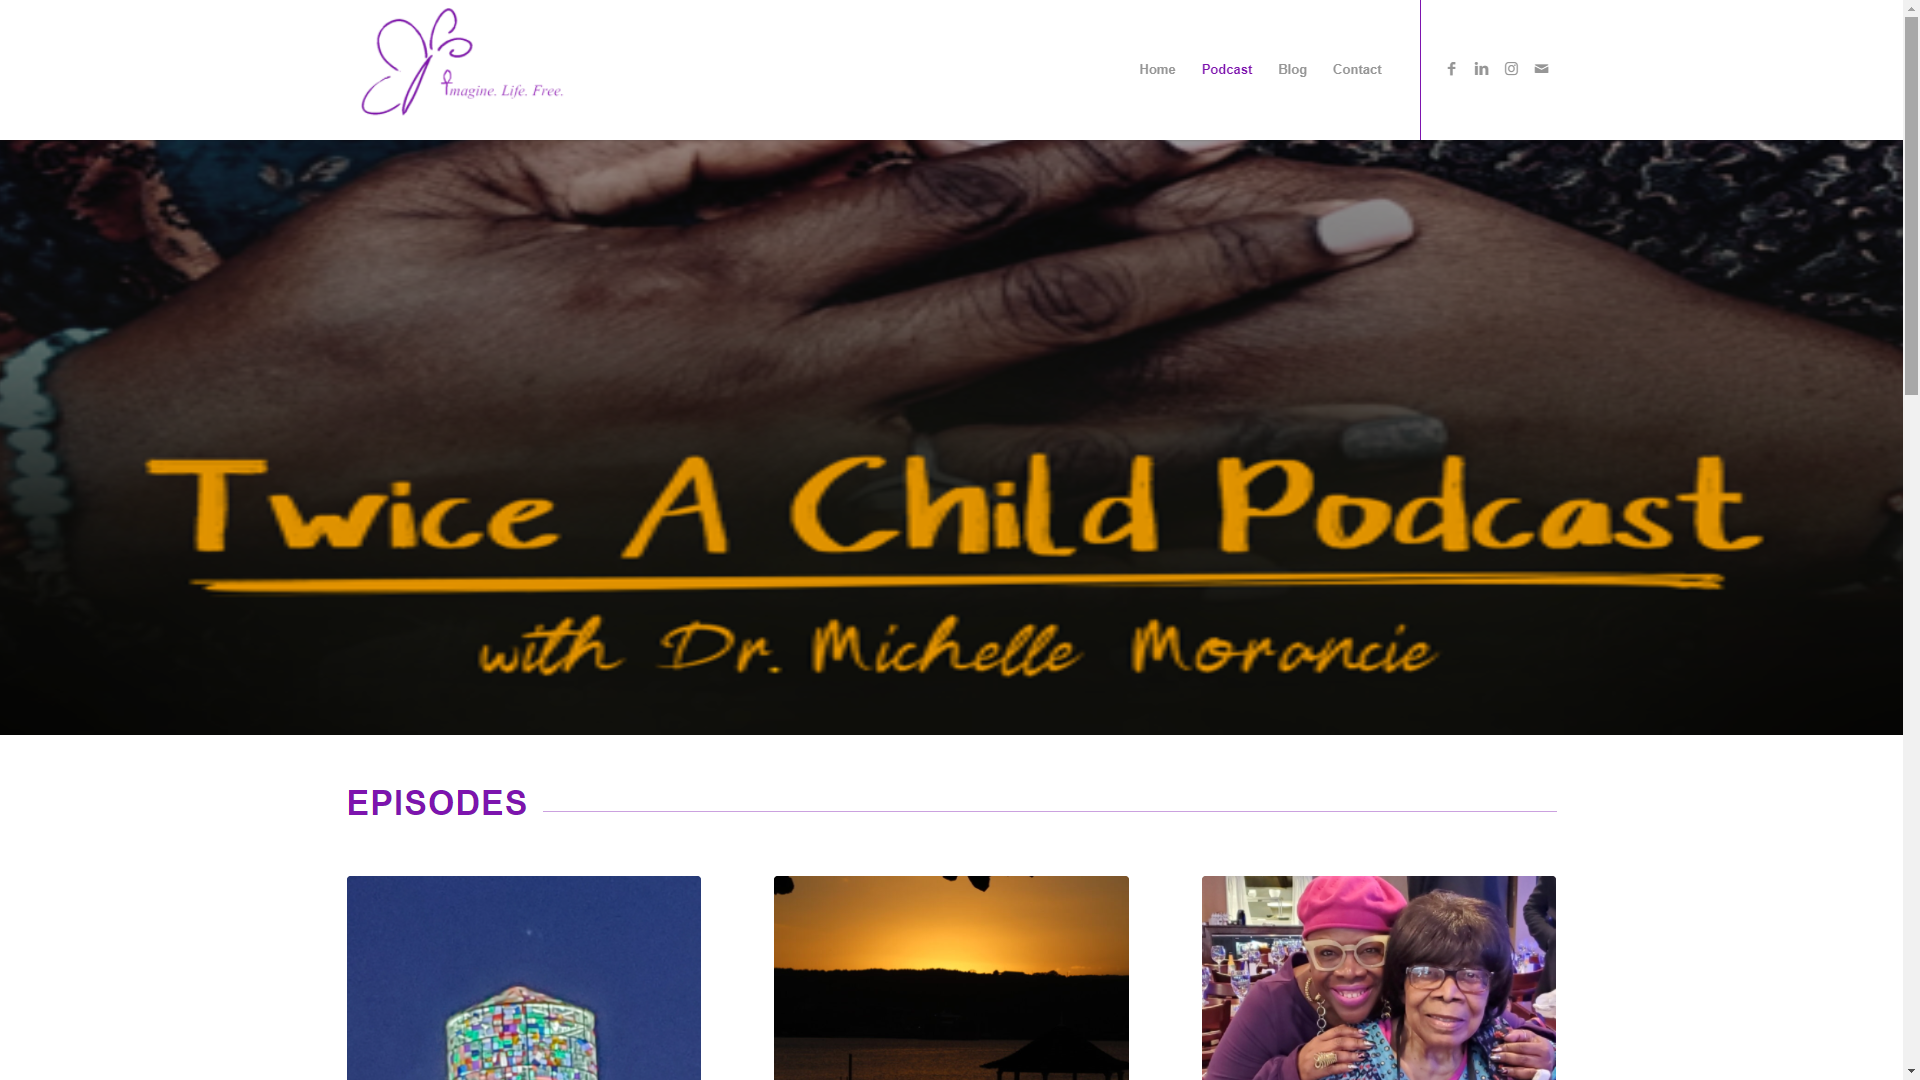 Imagine. Life. Free.
Home Podcast Blog Contact
Twice A Child Podcast
with Dr. Michelle Morancie
EPISODES